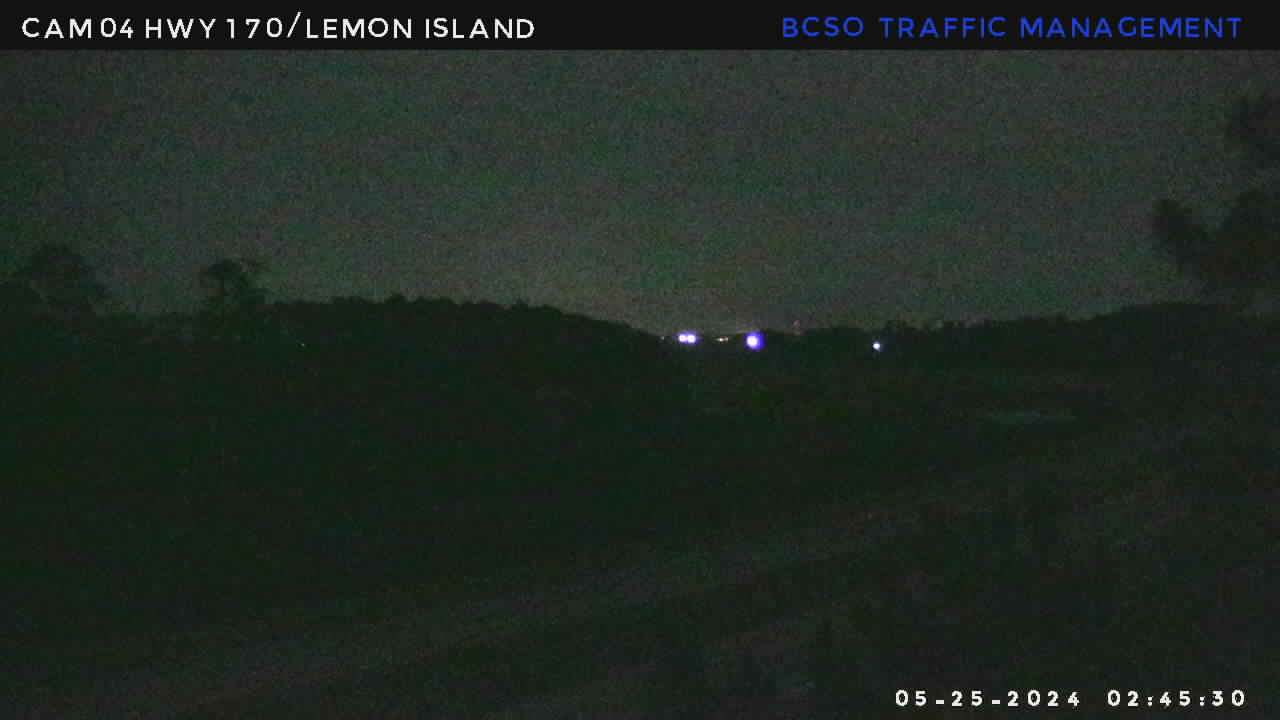 CAM04 HWY 170/LEMON ISLAND
BCSO TRAFFIC MANAGEMENT
05-25-2024 02:45:30